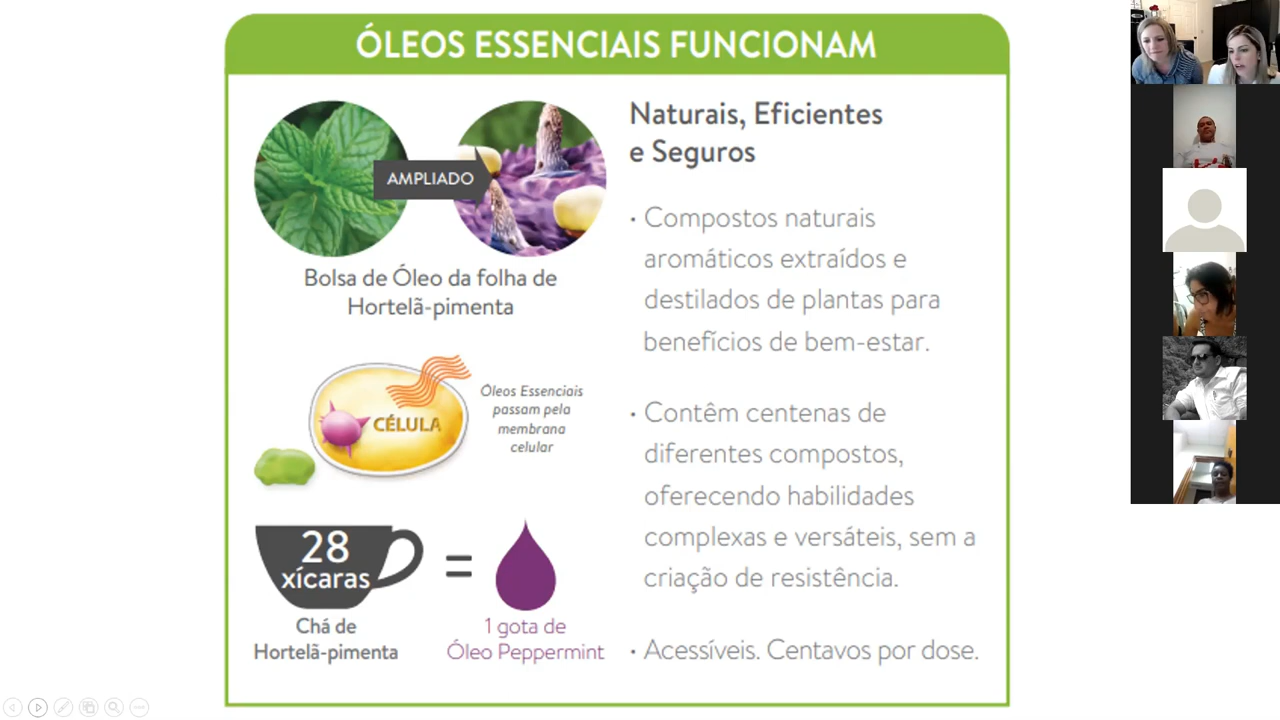 ÓLEOS ESSENCIAIS FUNCIONAM
AMPLIADO
Bolsa de Óleo da folha de
Hortelã-pimenta
CÉLULA
Óleos Essenciais
passam pela
membrana
celular
28
xícaras
=
Chá de
Hortelã-pimenta
1 gota de
Óleo Peppermint
Naturais, Eficientes
e Seguros
• Compostos naturais
aromáticos extraídos e
destilados de plantas para
benefícios de bem-estar.
• Contêm centenas de
diferentes compostos,
oferecendo habilidades
complexas e versáteis, sem a
criação de resistência.
• Acessíveis. Centavos por dose.